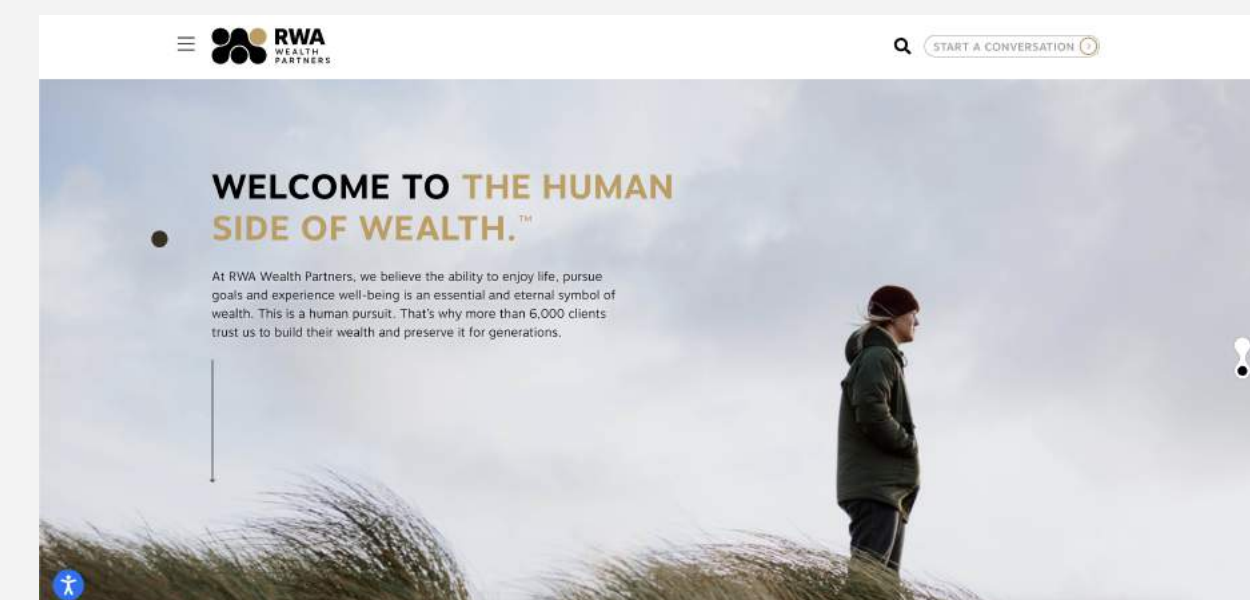 RWA
WEALTH
PARTNERS
START A CONVERSATION
WELCOME TO THE HUMAN
SIDE OF WEALTH.™
At RWA Wealth Partners, we believe the ability to enjoy life, pursue
goals and experience well-being is an essential and eternal symbol of
wealth. This is a human pursuit. That's why more than 6,000 clients
trust us to build their wealth and preserve it for generations.